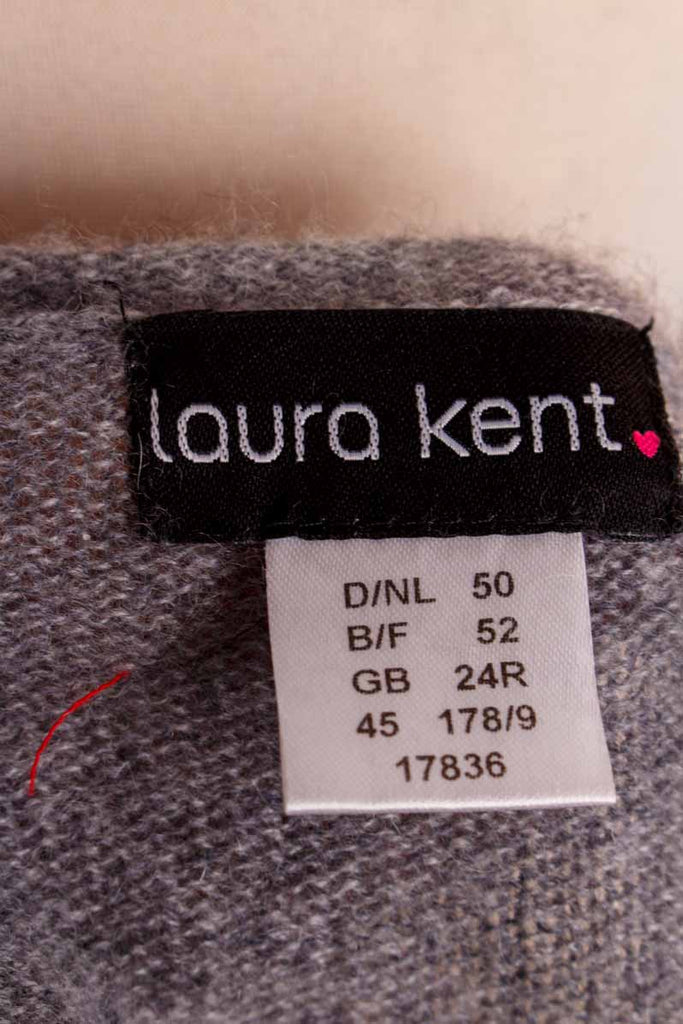 laura kent.
D/NL 50
B/F 52
GB 24R
45 178/9
17836